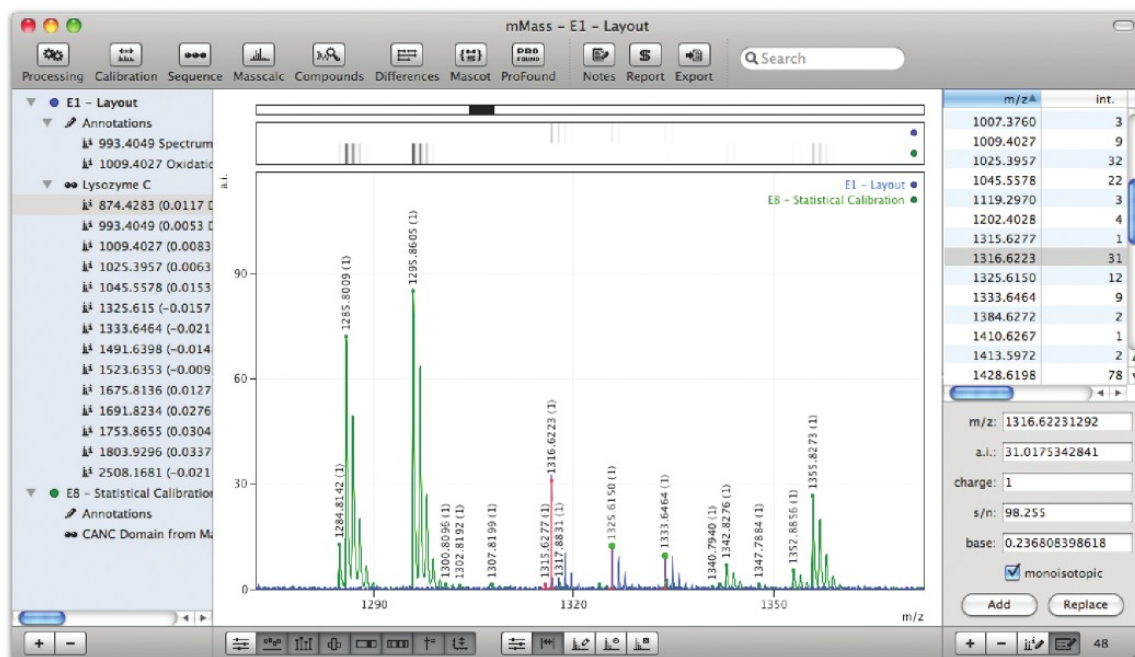 mMass – E1 – Layout
Processing Calibration Sequence Masscalc Compounds Differences Mascot ProFound Notes Report Export
PRO FOUND
Search
E1 – Layout
Annotations
993.4049 Spectrum
1009.4027 Oxidatio
Lysozyme C
874.4283 (0.0117 D
993.4049 (0.0053 D
1009.4027 (0.0083
1025.3957 (0.0063
1045.5578 (0.0153
1325.615 (-0.0157
1333.6464 (-0.021
1491.6398 (-0.014
1523.6353 (-0.009
1675.8136 (0.0127
1691.8234 (0.0276
1753.8655 (0.0304
1803.9296 (0.0337
2508.1681 (-0.021
E8 – Statistical Calibration
Annotations
CANC Domain from Ma
a.i.
E1 – Layout
E8 – Statistical Calibration
90
60
30
0
1290 1320 1350
m/z
1284.8142 (1)
1285.8009 (1)
1295.8605 (1)
1300.8096 (1)
1302.8192 (1)
1307.8199 (1)
1315.6277 (1)
1316.6223 (1)
1317.8831 (1)
1325.6150 (1)
1333.6464 (1)
1340.7940 (1)
1342.8276 (1)
1347.7884 (1)
1352.8856 (1)
1355.8273 (1)
m/z int.
1007.3760 3
1009.4027 9
1025.3957 32
1045.5578 22
1119.2970 3
1202.4028 4
1315.6277 1
1316.6223 31
1325.6150 12
1333.6464 9
1384.6272 2
1410.6267 1
1413.5972 2
1428.6198 78
m/z: 1316.62231292
a.i.: 31.0175342841
charge: 1
s/n: 98.255
base: 0.236808398618
monoisotopic
Add Replace
48